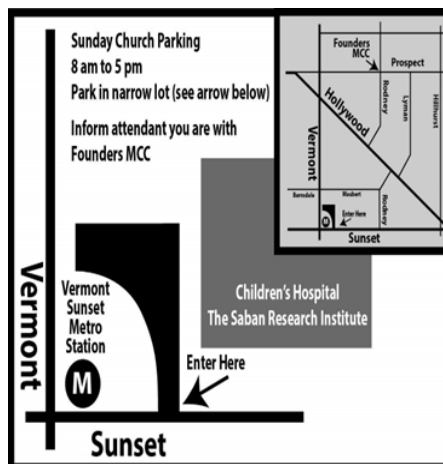 Sunday Church Parking
8 am to 5 pm
Park in narrow lot (see arrow below)
Inform attendant you are with
Founders MCC
Founders
MCC
Prospect
Hollywood
Rodney
Lyman
Hillhurst
Vermont
Barnsdale
Maubert
Rodney
M
Enter Here
Sunset
Vermont
Vermont
Sunset
Metro
Station
M
Children's Hospital
The Saban Research Institute
Enter Here
Sunset